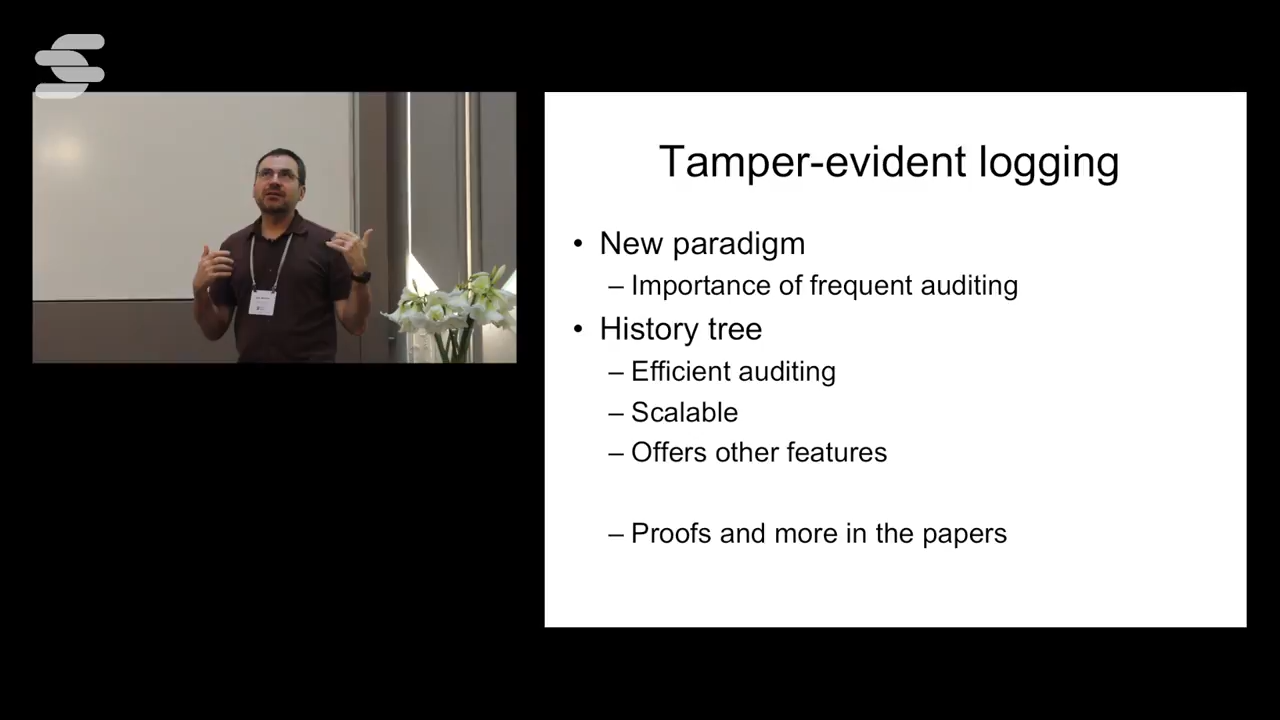 Tamper-evident logging
• New paradigm
– Importance of frequent auditing
• History tree
– Efficient auditing
– Scalable
– Offers other features
– Proofs and more in the papers